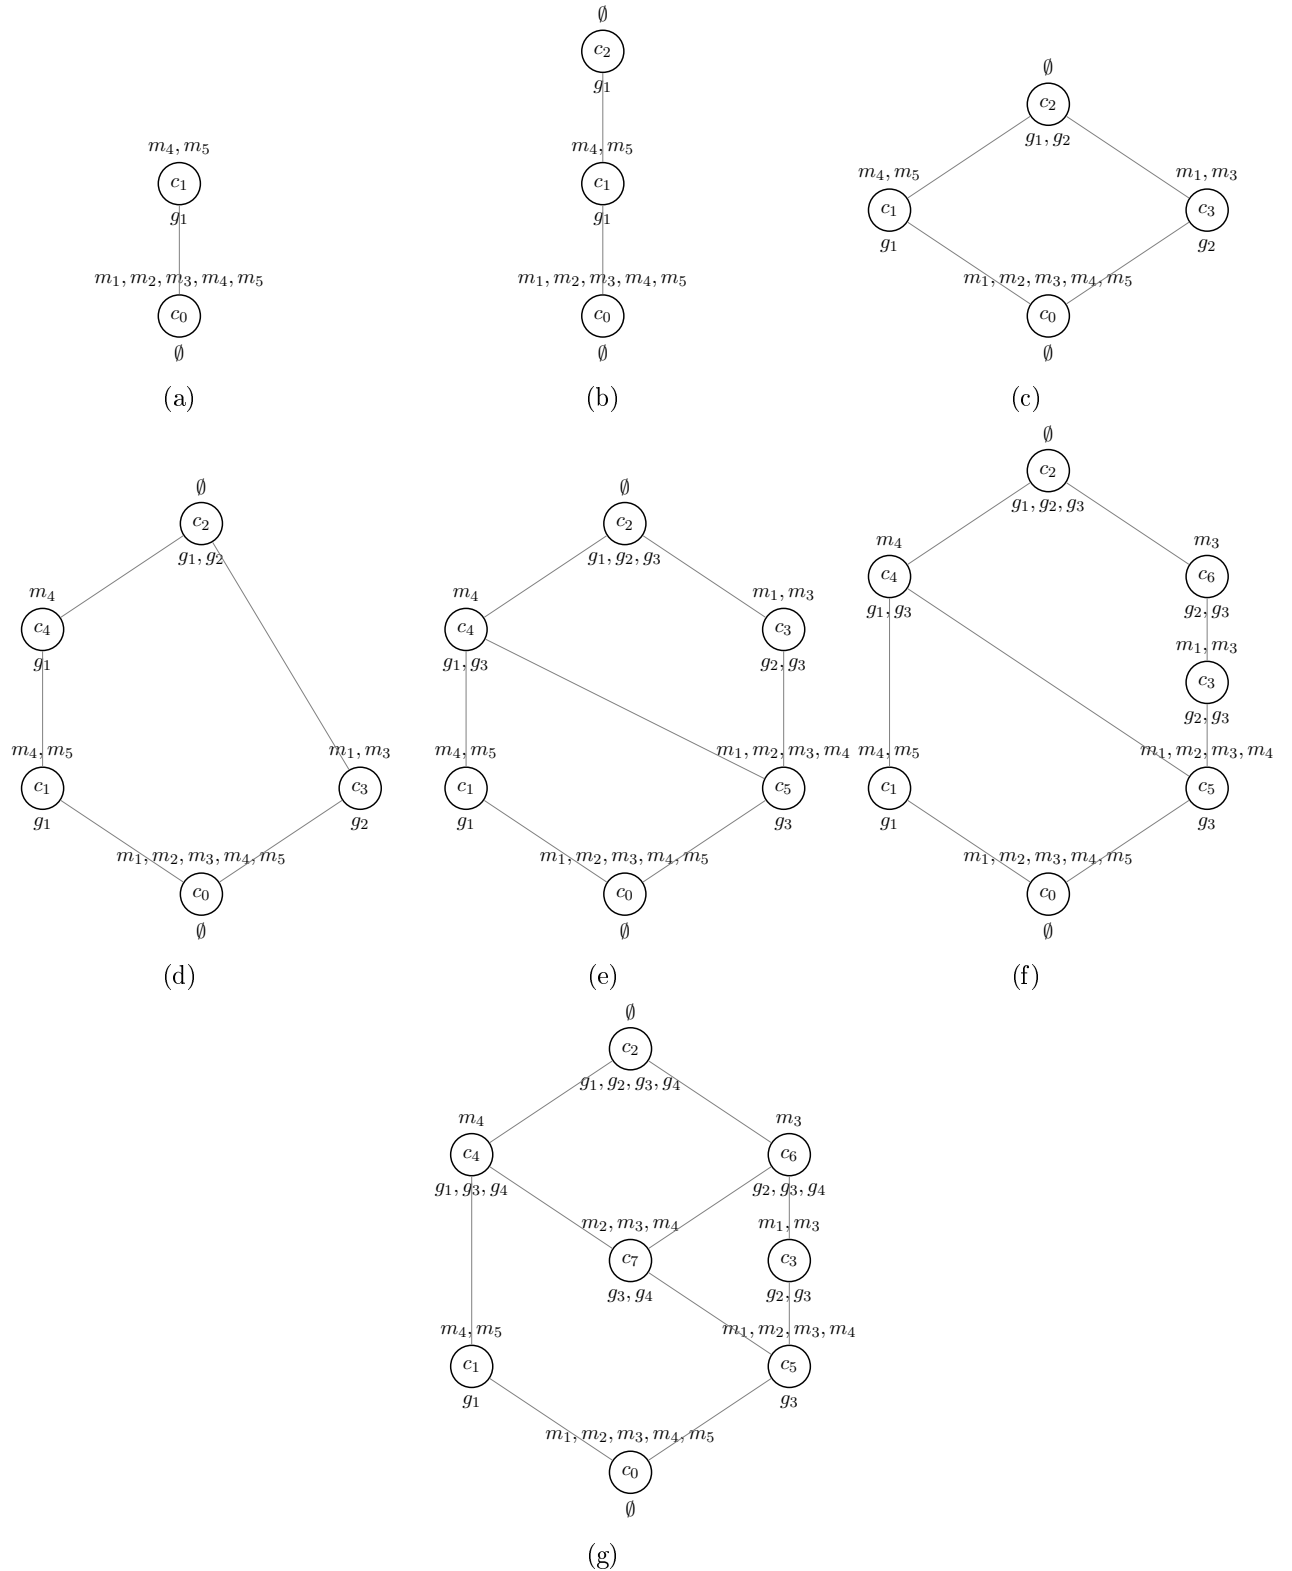 ∅
c₂
g₁
m₄, m₅
c₁
g₁
m₁, m₂, m₃, m₄, m₅
c₀
∅
(a)
m₄, m₅
c₁
g₁
m₁, m₂, m₃, m₄, m₅
c₀
∅
(b)
∅
c₂
g₁, g₂
m₄, m₅
c₁
g₁
m₁, m₃
c₃
g₂
m₁, m₂, m₃, m₄, m₅
c₀
∅
(c)
∅
c₂
g₁, g₂
m₄
c₄
g₁
m₄, m₅
c₁
g₁
m₁, m₃
c₃
g₂
m₁, m₂, m₃, m₄, m₅
c₀
∅
(d)
∅
c₂
g₁, g₂, g₃
m₄
c₄
g₁, g₃
m₁, m₃
c₃
g₂, g₃
m₄, m₅
c₁
g₁
m₁, m₂, m₃, m₄
c₅
g₃
m₁, m₂, m₃, m₄, m₅
c₀
∅
(e)
∅
c₂
g₁, g₂, g₃
m₄
c₄
g₁, g₃
m₃
c₆
g₂, g₃
m₁, m₃
c₃
g₂, g₃
m₄, m₅
c₁
g₁
m₁, m₂, m₃, m₄
c₅
g₃
m₁, m₂, m₃, m₄, m₅
c₀
∅
(f)
∅
c₂
g₁, g₂, g₃, g₄
m₄
c₄
g₁, g₃, g₄
m₃
c₆
g₂, g₃, g₄
m₂, m₃, m₄
c₇
g₃, g₄
m₁, m₃
c₃
g₂, g₃
m₄, m₅
c₁
g₁
m₁, m₂, m₃, m₄
c₅
g₃
m₁, m₂, m₃, m₄, m₅
c₀
∅
(g)